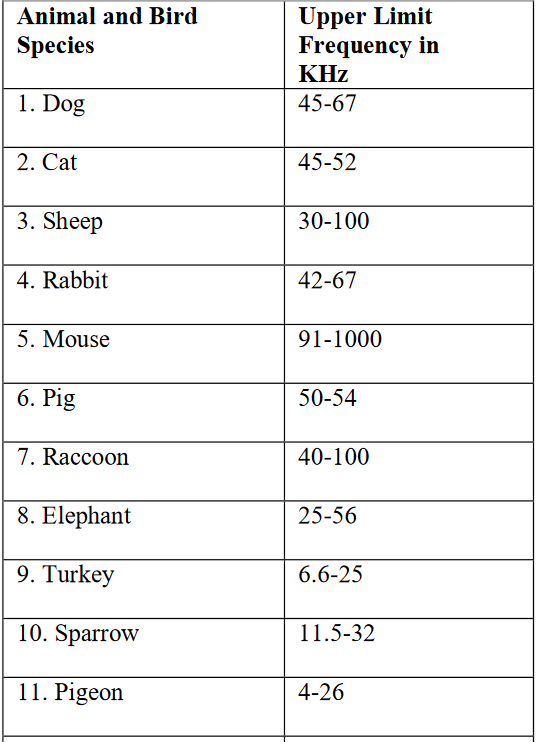 Animal and Bird Species
Upper Limit Frequency in KHz
1. Dog
45-67
2. Cat
45-52
3. Sheep
30-100
4. Rabbit
42-67
5. Mouse
91-1000
6. Pig
50-54
7. Raccoon
40-100
8. Elephant
25-56
9. Turkey
6.6-25
10. Sparrow
11.5-32
11. Pigeon
4-26